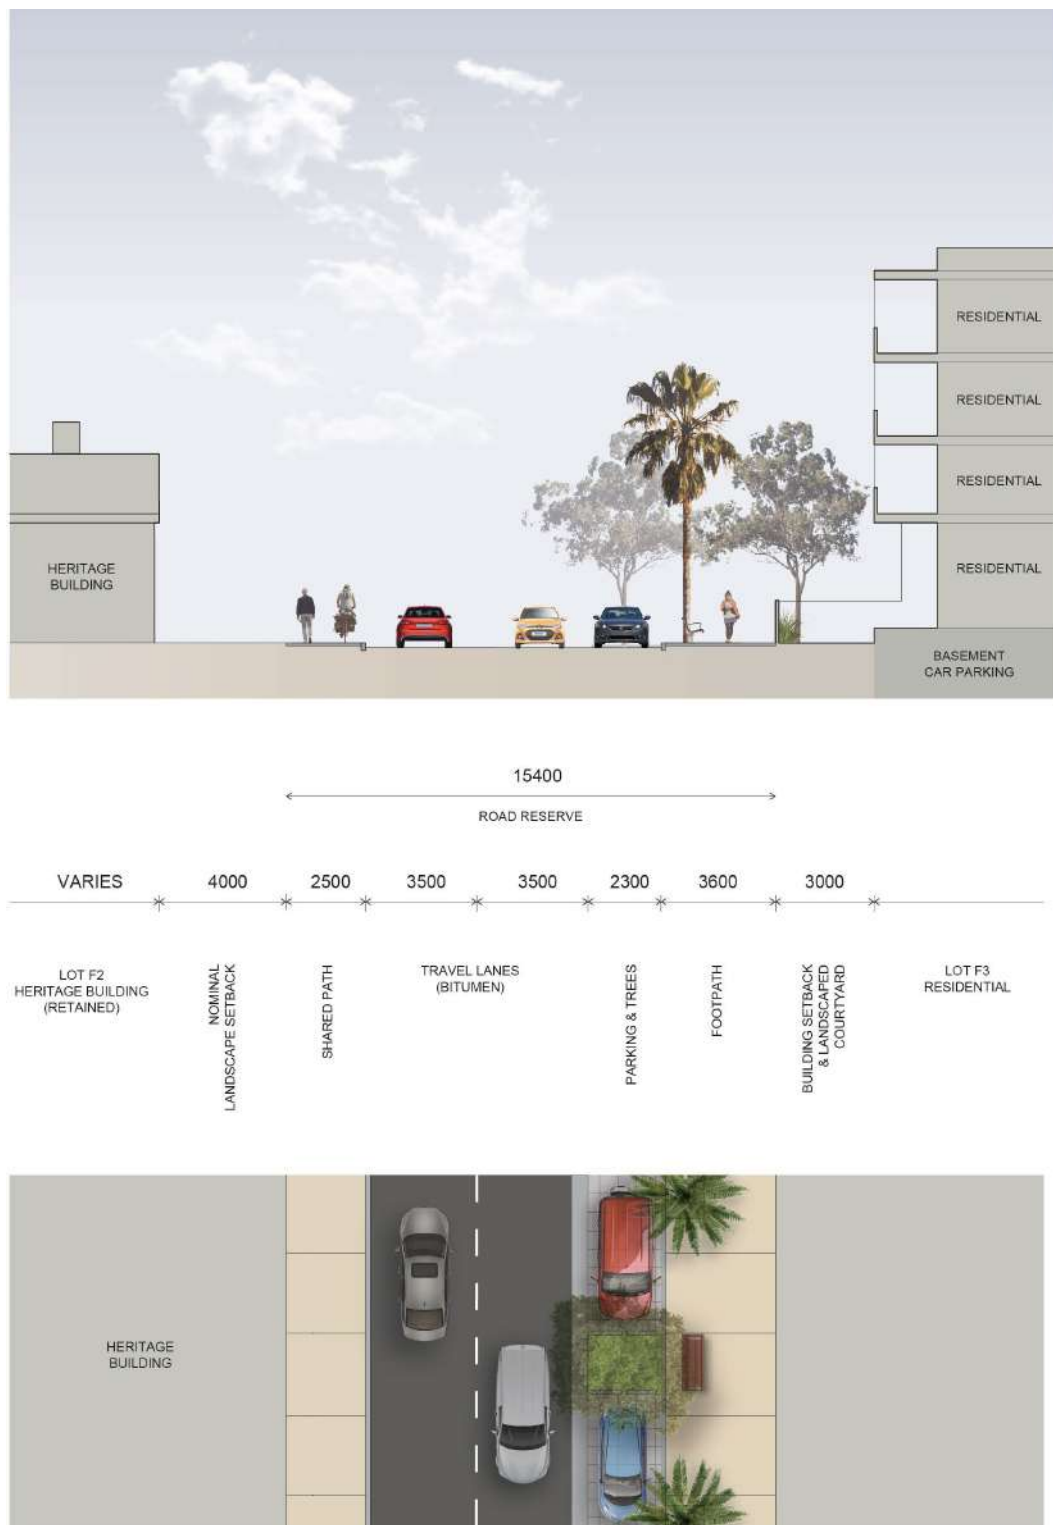 RESIDENTIAL
RESIDENTIAL
RESIDENTIAL
HERITAGE
BUILDING
RESIDENTIAL
BASEMENT
CAR PARKING
15400
ROAD RESERVE
VARIES
4000
2500
3500
3500
2300
3600
3000
LOT F2
HERITAGE BUILDING
(RETAINED)
NOMINAL
LANDSCAPE SETBACK
SHARED PATH
TRAVEL LANES
(BITUMEN)
PARKING & TREES
FOOTPATH
BUILDING SETBACK
& LANDSCAPED
COURTYARD
LOT F3
RESIDENTIAL
HERITAGE
BUILDING